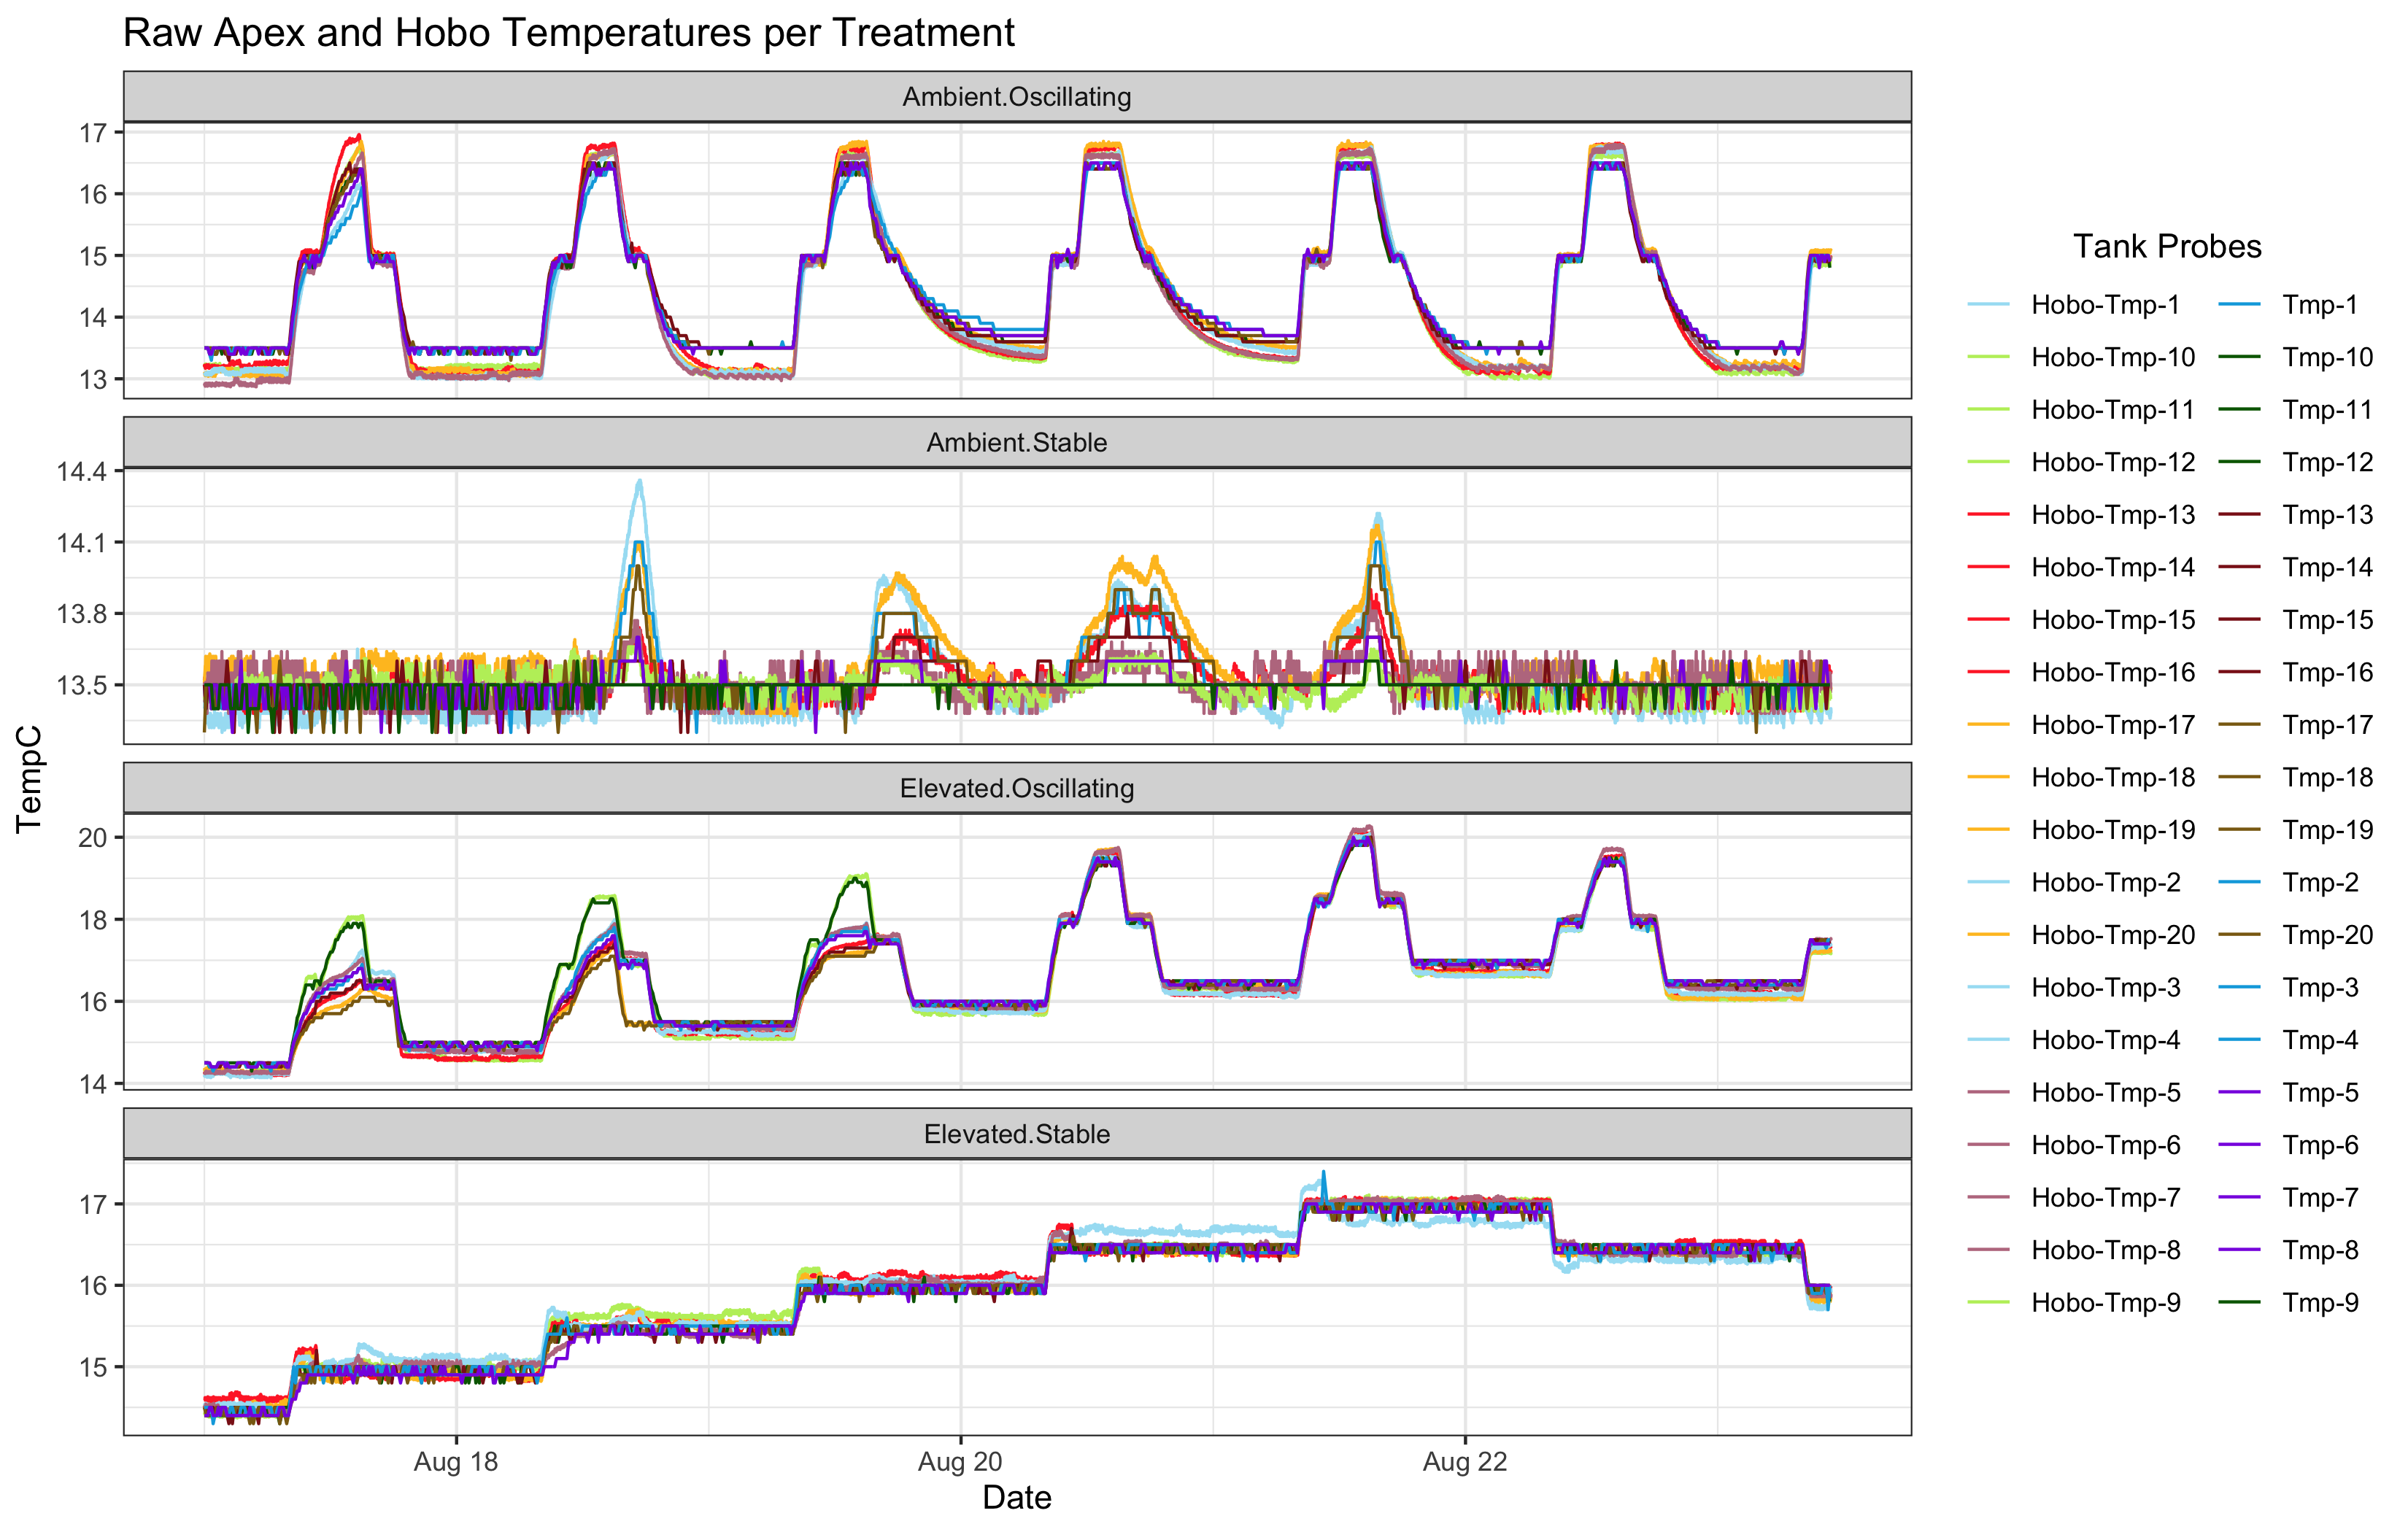 Raw Apex and Hobo Temperatures per Treatment
Ambient.Oscillating
17
16
15
14
13
Ambient.Stable
14.4
14.1
13.8
13.5
Elevated.Oscillating
20
18
16
14
Elevated.Stable
17
16
15
TempC
Aug 18 Aug 20 Aug 22
Date
Tank Probes
Hobo-Tmp-1 Tmp-1
Hobo-Tmp-10 Tmp-10
Hobo-Tmp-11 Tmp-11
Hobo-Tmp-12 Tmp-12
Hobo-Tmp-13 Tmp-13
Hobo-Tmp-14 Tmp-14
Hobo-Tmp-15 Tmp-15
Hobo-Tmp-16 Tmp-16
Hobo-Tmp-17 Tmp-17
Hobo-Tmp-18 Tmp-18
Hobo-Tmp-19 Tmp-19
Hobo-Tmp-2 Tmp-2
Hobo-Tmp-20 Tmp-20
Hobo-Tmp-3 Tmp-3
Hobo-Tmp-4 Tmp-4
Hobo-Tmp-5 Tmp-5
Hobo-Tmp-6 Tmp-6
Hobo-Tmp-7 Tmp-7
Hobo-Tmp-8 Tmp-8
Hobo-Tmp-9 Tmp-9